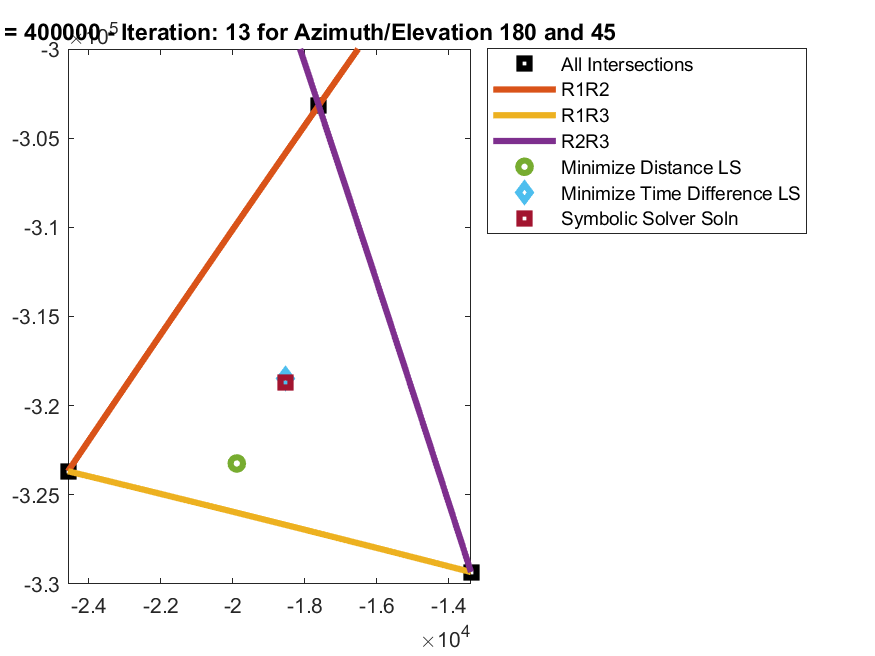 = 400000 - Iteration: 13 for Azimuth/Elevation 180 and 45
×10^5
-3
-3.05
-3.1
-3.15
-3.2
-3.25
-3.3
-2.4 -2.2 -2 -1.8 -1.6 -1.4
×10^4
All Intersections
R1R2
R1R3
R2R3
Minimize Distance LS
Minimize Time Difference LS
Symbolic Solver Soln